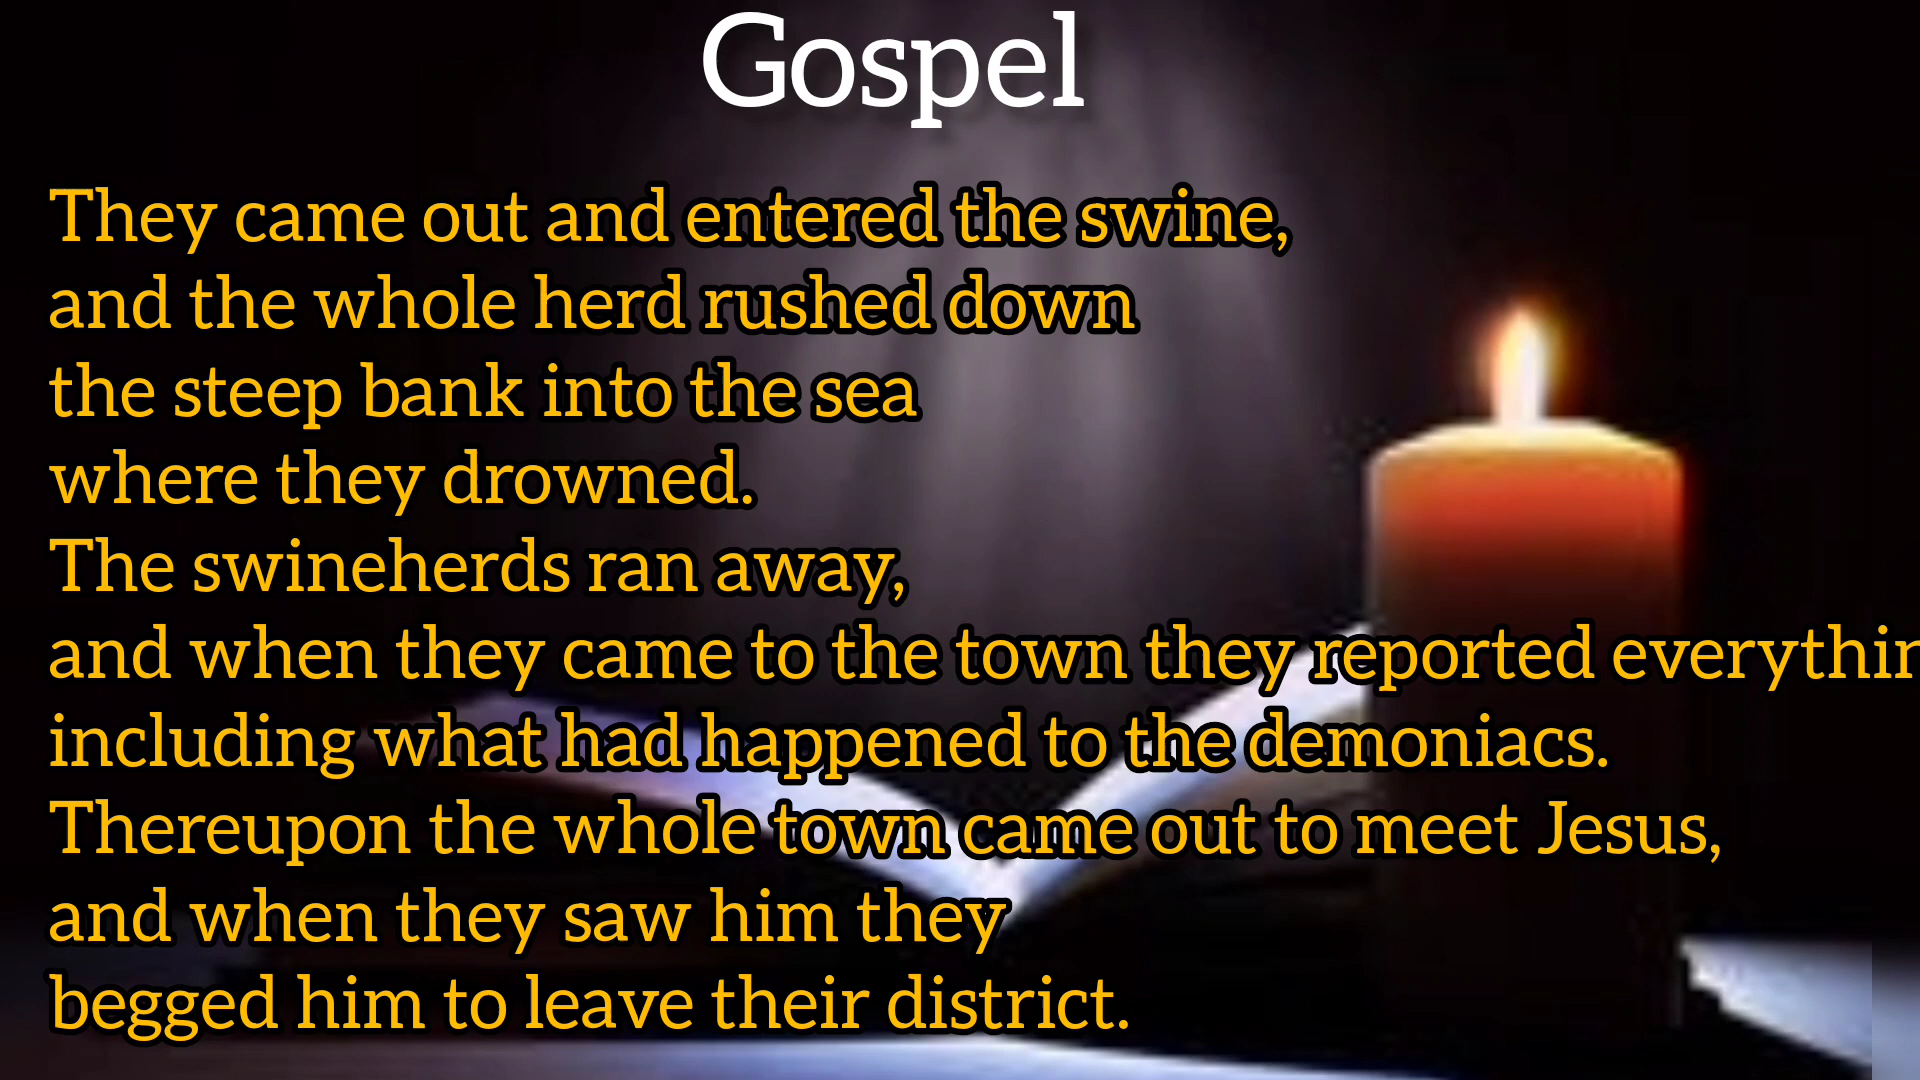 Gospel
They came out and entered the swine,
and the whole herd rushed down
the steep bank into the sea
where they drowned.
The swineherds ran away,
and when they came to the town they reported everythin
including what had happened to the demoniacs.
Thereupon the whole town came out to meet Jesus,
and when they saw him they
begged him to leave their district.